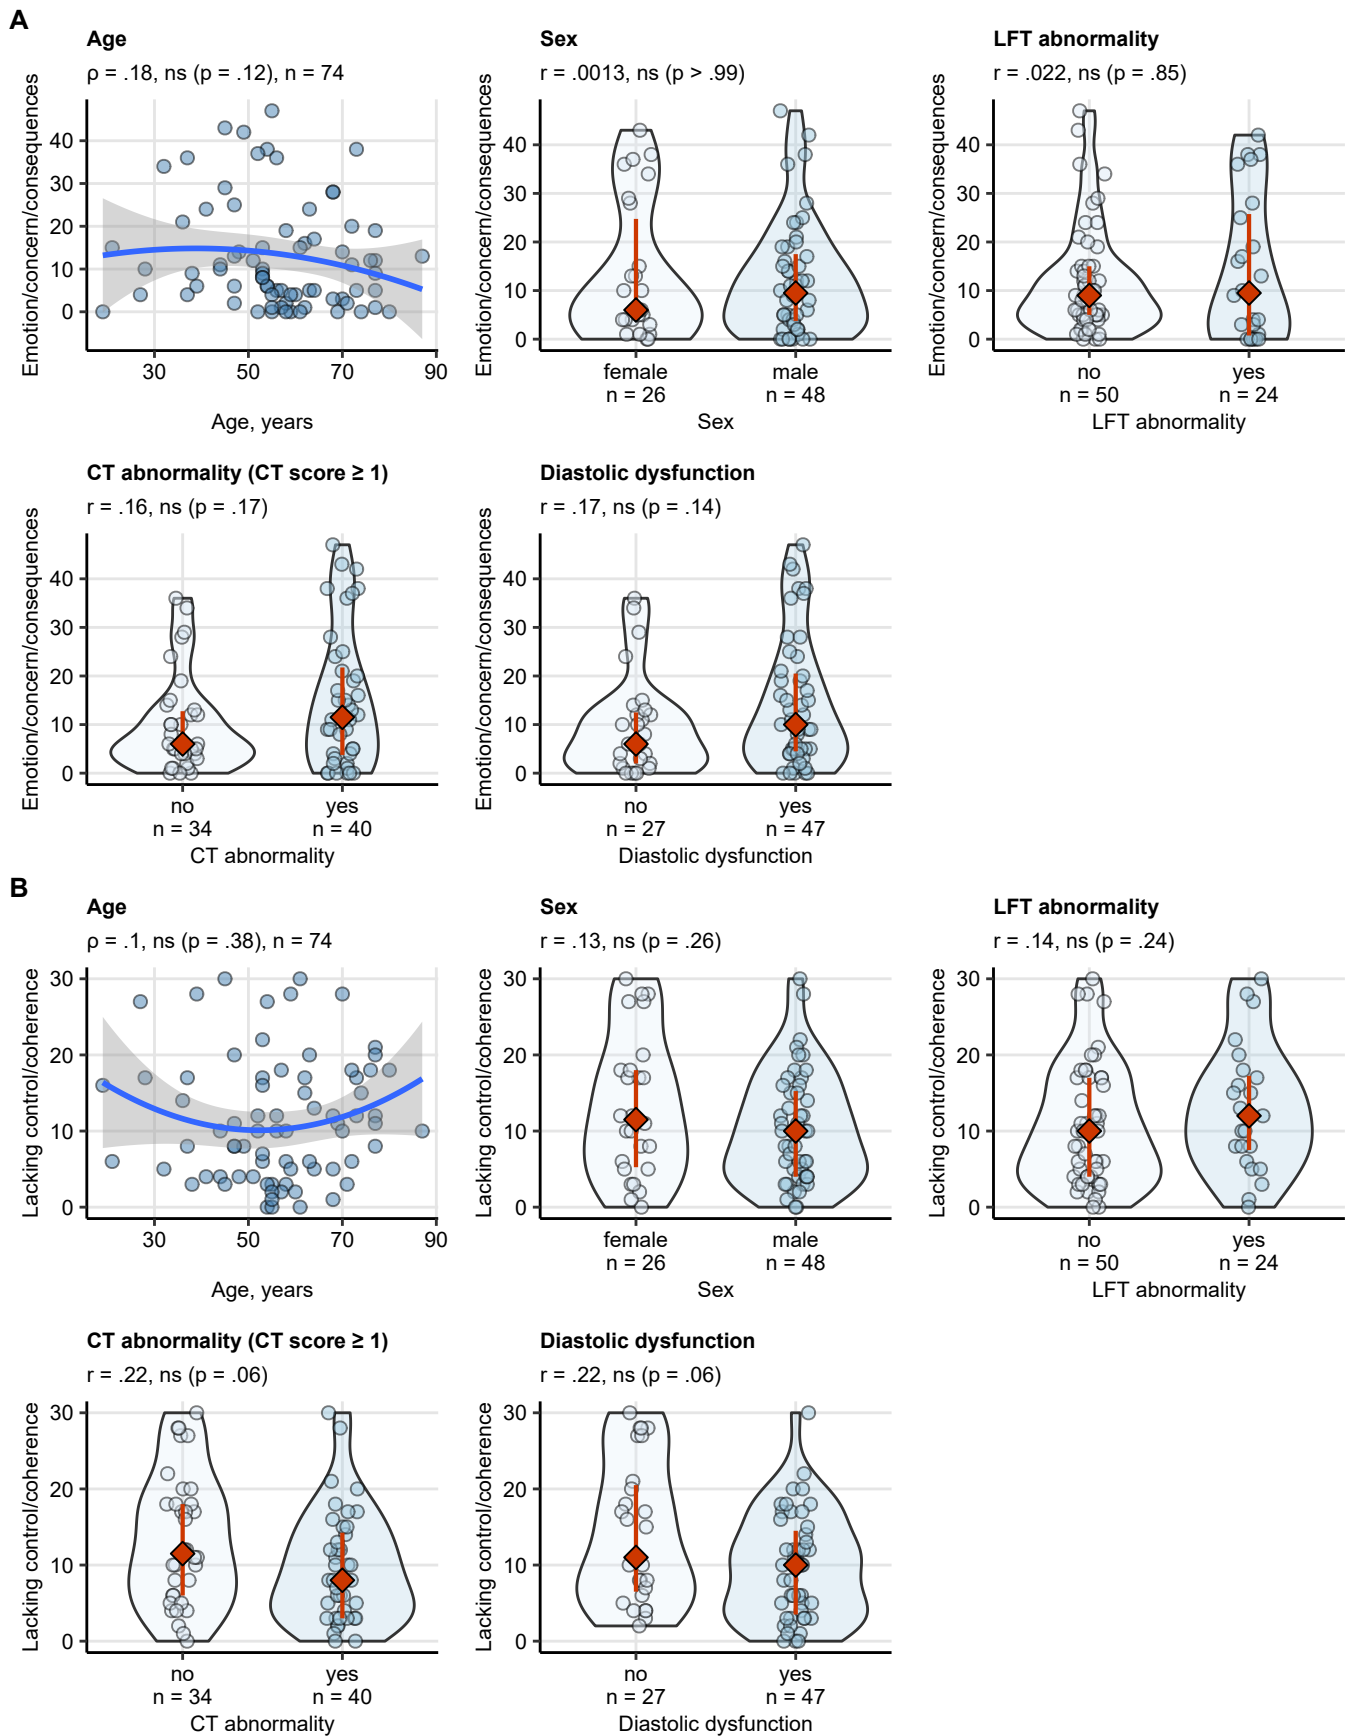 A
Age
ρ = .18, ns (p = .12), n = 74
Emotion/concern/consequences
40
30
20
10
0
30 50 70 90
Age, years
Sex
r = .0013, ns (p > .99)
Emotion/concern/consequences
40
30
20
10
0
female male
n = 26 n = 48
Sex
LFT abnormality
r = .022, ns (p = .85)
Emotion/concern/consequences
40
30
20
10
0
no yes
n = 50 n = 24
LFT abnormality
CT abnormality (CT score ≥ 1)
r = .16, ns (p = .17)
Emotion/concern/consequences
40
30
20
10
0
no yes
n = 34 n = 40
CT abnormality
Diastolic dysfunction
r = .17, ns (p = .14)
Emotion/concern/consequences
40
30
20
10
0
no yes
n = 27 n = 47
Diastolic dysfunction
B
Age
ρ = .1, ns (p = .38), n = 74
Lacking control/coherence
30
20
10
0
30 50 70 90
Age, years
Sex
r = .13, ns (p = .26)
Lacking control/coherence
30
20
10
0
female male
n = 26 n = 48
Sex
LFT abnormality
r = .14, ns (p = .24)
Lacking control/coherence
30
20
10
0
no yes
n = 50 n = 24
LFT abnormality
CT abnormality (CT score ≥ 1)
r = .22, ns (p = .06)
Lacking control/coherence
30
20
10
0
no yes
n = 34 n = 40
CT abnormality
Diastolic dysfunction
r = .22, ns (p = .06)
Lacking control/coherence
30
20
10
0
no yes
n = 27 n = 47
Diastolic dysfunction